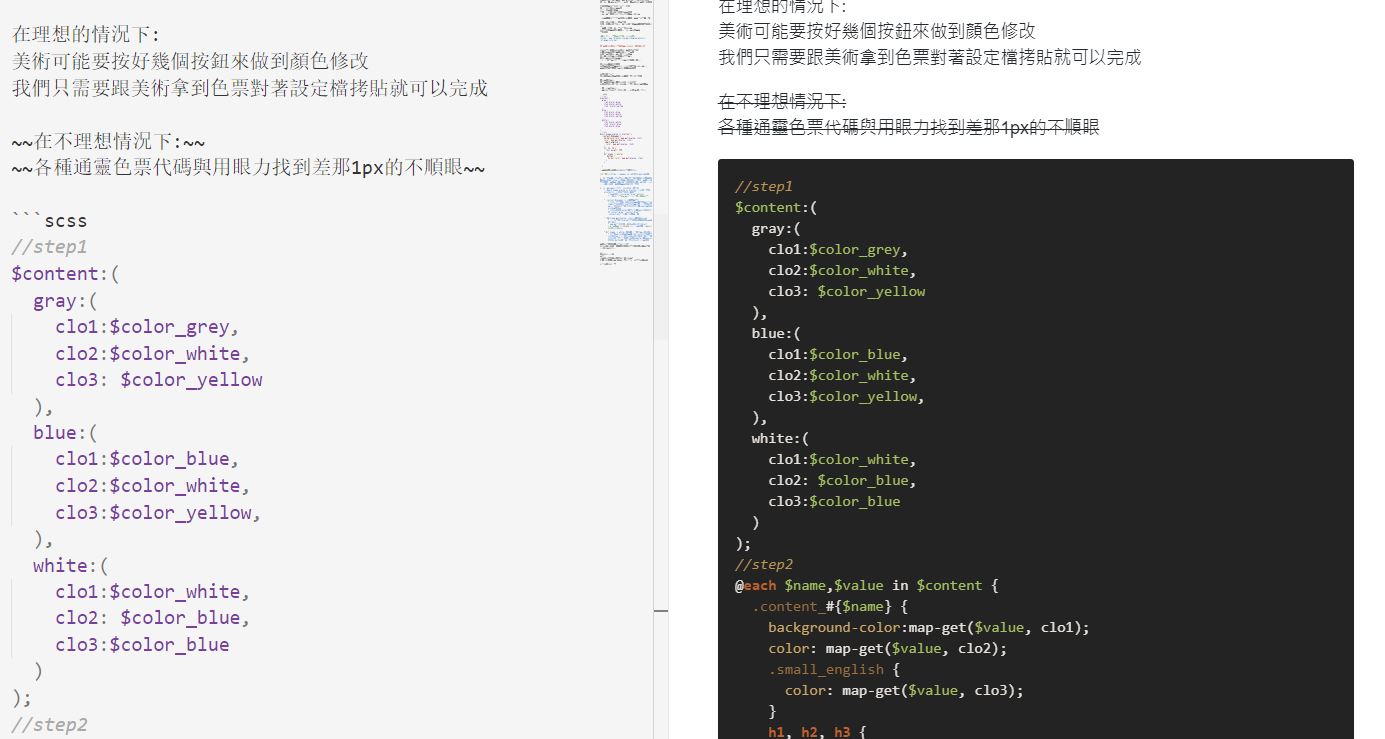 在理想的情況下:
美術可能要按好幾個按鈕來做到顏色修改
我們只需要跟美術拿到色票對著設定檔拷貼就可以完成
~~在不理想情況下:~~
~~各種通靈色票代碼與用眼力找到差那1px的不順眼~~
```scss
//step1
$content:(
  gray:(
    clo1:$color_grey,
    clo2:$color_white,
    clo3: $color_yellow
  ),
  blue:(
    clo1:$color_blue,
    clo2:$color_white,
    clo3:$color_yellow,
  ),
  white:(
    clo1:$color_white,
    clo2: $color_blue,
    clo3:$color_blue
  )
);
//step2
在理想的情況下:
美術可能要按好幾個按鈕來做到顏色修改
我們只需要跟美術拿到色票對著設定檔拷貼就可以完成
在不理想情況下:
各種通靈色票代碼與用眼力找到差那1px的不順眼
//step1
$content:(
  gray:(
    clo1:$color_grey,
    clo2:$color_white,
    clo3: $color_yellow
  ),
  blue:(
    clo1:$color_blue,
    clo2:$color_white,
    clo3:$color_yellow,
  ),
  white:(
    clo1:$color_white,
    clo2: $color_blue,
    clo3:$color_blue
  )
);
//step2
@each $name,$value in $content {
  .content_#{$name} {
    background-color:map-get($value, clo1);
    color: map-get($value, clo2);
    .small_english {
      color: map-get($value, clo3);
    }
    h1, h2, h3 {